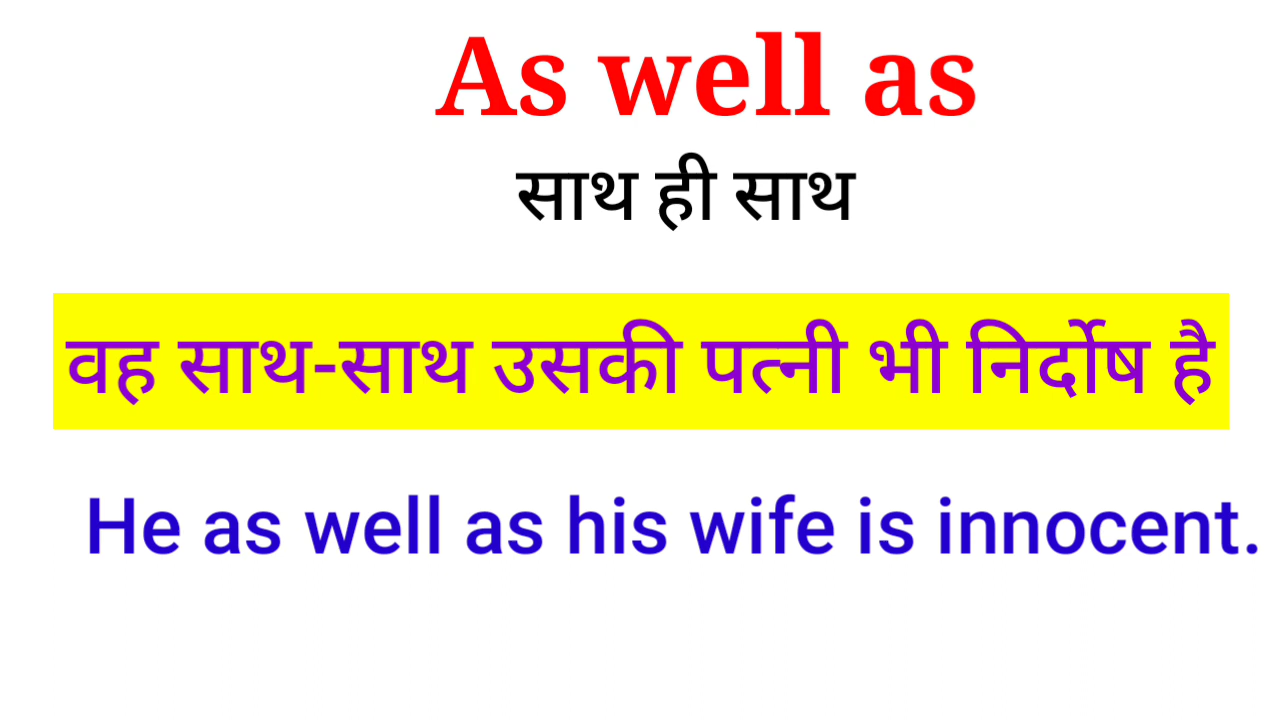 As well as
साथ ही साथ
वह साथ-साथ उसकी पत्नी भी निर्दोष है
He as well as his wife is innocent.